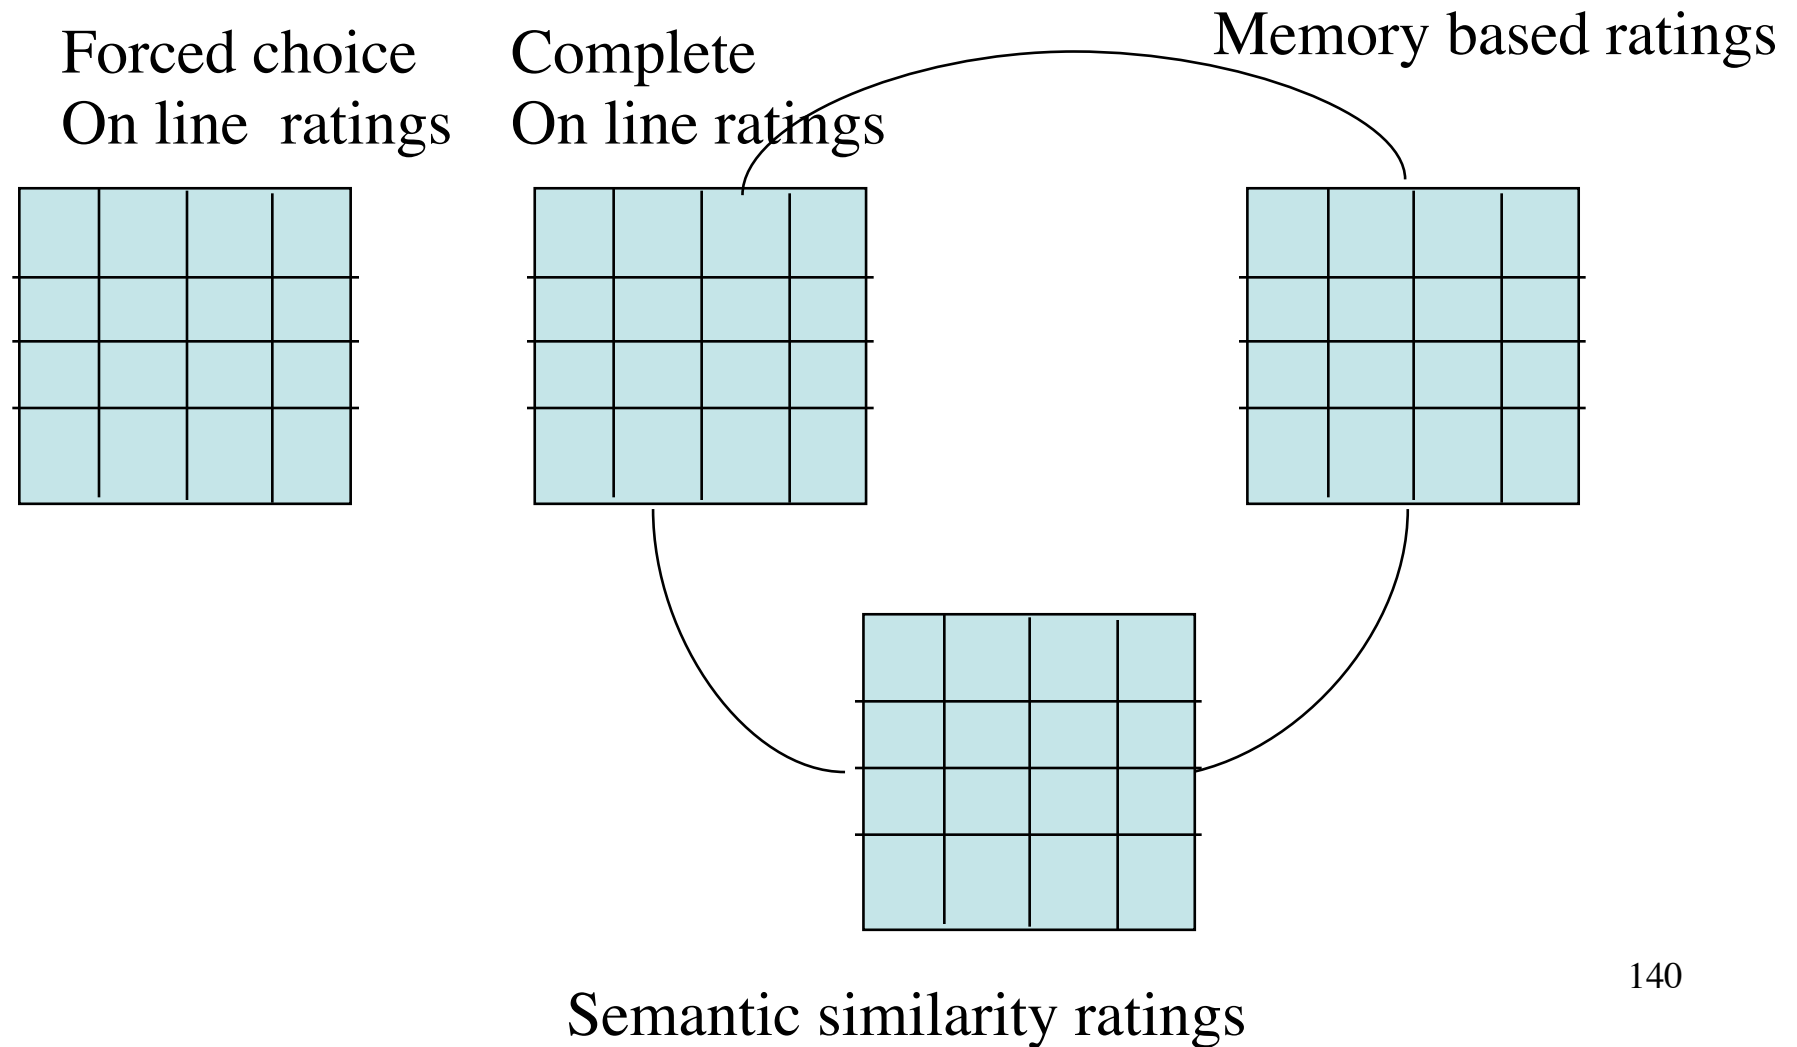 Forced choice
On line  ratings
Complete
On line ratings
Memory based ratings
Semantic similarity ratings
140